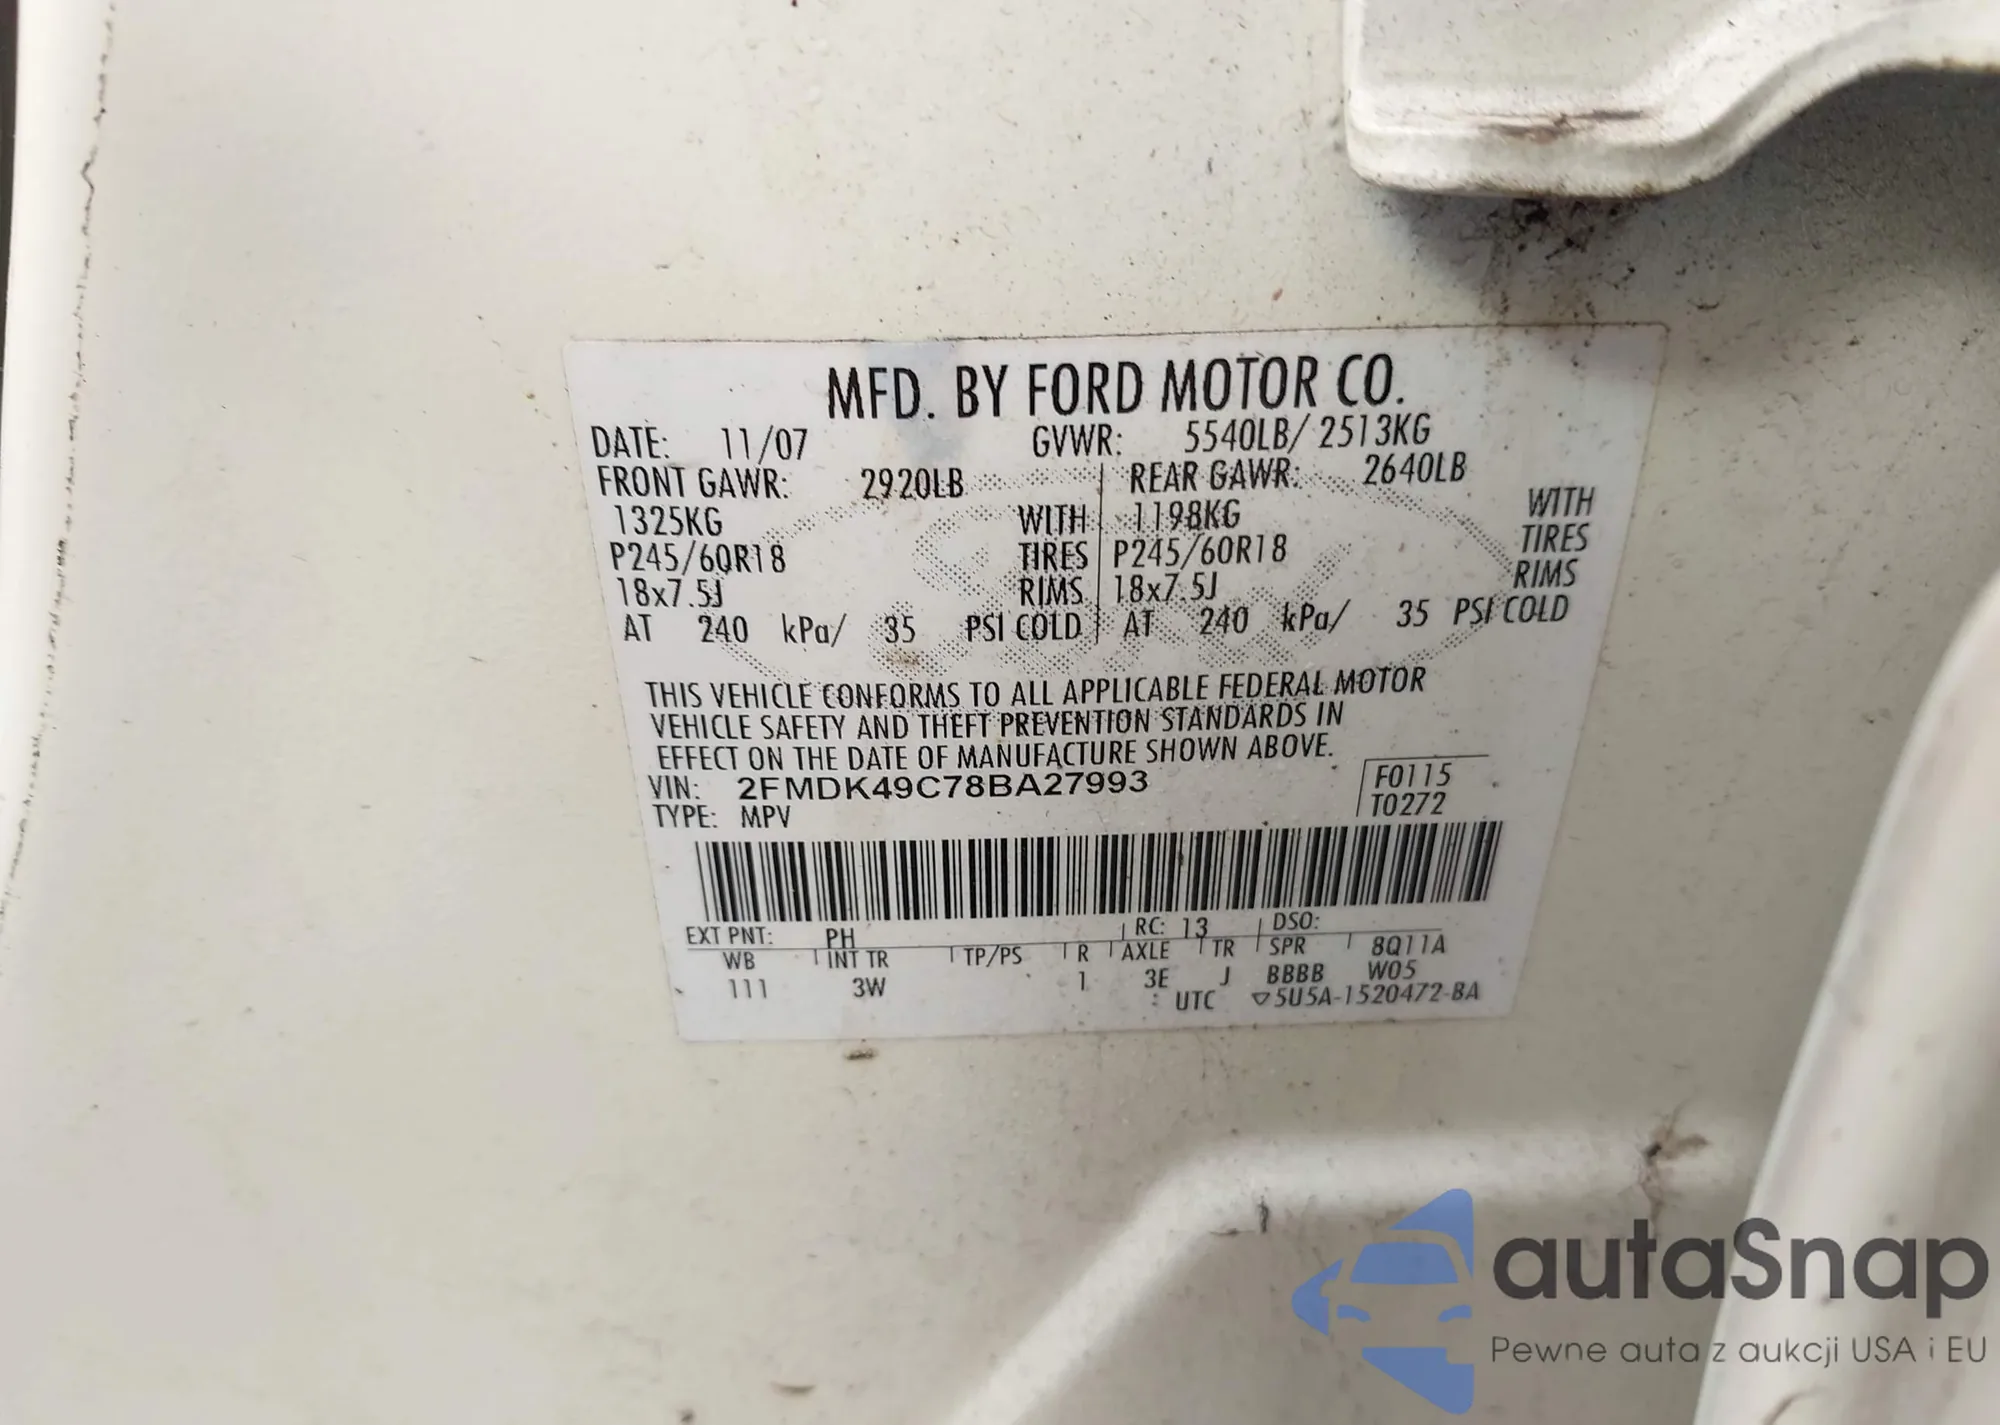 MFD. BY FORD MOTOR CO.
DATE: 11/07 GVWR: 5540LB/ 2513KG
FRONT GAWR: 2920LB REAR GAWR: 2640LB
1325KG WITH 1198KG WITH
P245/60R18 TIRES P245/60R18 TIRES
18x7.5J RIMS 18x7.5J RIMS
AT 240 kPa/ 35 PSI COLD AT 240 kPa/ 35 PSI COLD
THIS VEHICLE CONFORMS TO ALL APPLICABLE FEDERAL MOTOR
VEHICLE SAFETY AND THEFT PREVENTION STANDARDS IN
EFFECT ON THE DATE OF MANUFACTURE SHOWN ABOVE.
VIN: 2FMDK49C78BA27993 F0115
TYPE: MPV T0272
EXT PNT: PH RC: 13 DSO:
WB INT TR TP/PS R AXLE TR SPR 8Q11A
111 3W 1 3E J BBBB W05
: UTC ▽5U5A-1520472-BA
autaSnap
Pewne auta z aukcji USA i EU